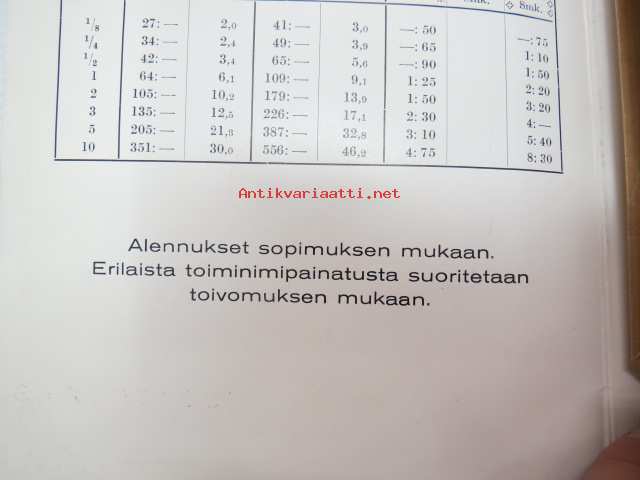 Smk. Smk.
1/8 27: — 2,0 41: — 3,0 —: 50 —: 75
1/4 34: — 2,4 49: — 3,9 —: 65 1: 10
1/2 42: — 3,4 65: — 5,6 —: 90 1: 50
1 64: — 6,1 109: — 9,1 1: 25 2: 20
2 105: — 10,2 179: — 13,9 1: 50 3: 20
3 135: — 12,5 226: — 17,1 2: 30 4: —
5 205: — 21,3 387: — 32,8 3: 10 5: 40
10 351: — 30,0 556: — 46,2 4: 75 8: 30
Antikvariaatti.net
Alennukset sopimuksen mukaan.
Erilaista toiminimipainatusta suoritetaan
toivomuksen mukaan.